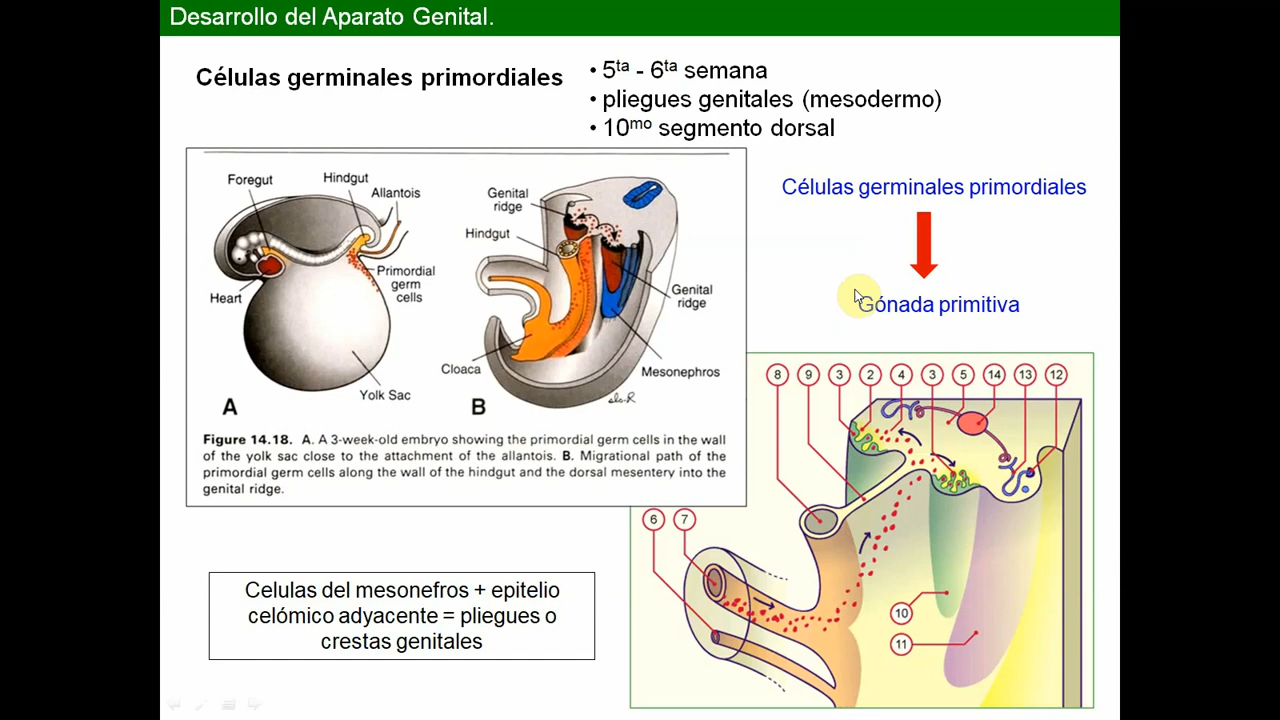 Desarrollo del Aparato Genital.
Células germinales primordiales
• 5ta - 6ta semana
• pliegues genitales (mesodermo)
• 10mo segmento dorsal
Foregut
Hindgut
Allantois
Primordial
germ
cells
Heart
Yolk Sac
A
Genital
ridge
Hindgut
Genital
ridge
Cloaca
Mesonephros
B
Figure 14.18. A. A 3-week-old embryo showing the primordial germ cells in the wall
of the yolk sac close to the attachment of the allantois. B. Migrational path of the
primordial germ cells along the wall of the hindgut and the dorsal mesentery into the
genital ridge.
Células germinales primordiales
Gónada primitiva
8 9 3 2 4 3 5 14 13 12
6 7
10
11
Celulas del mesonefros + epitelio
celómico adyacente = pliegues o
crestas genitales